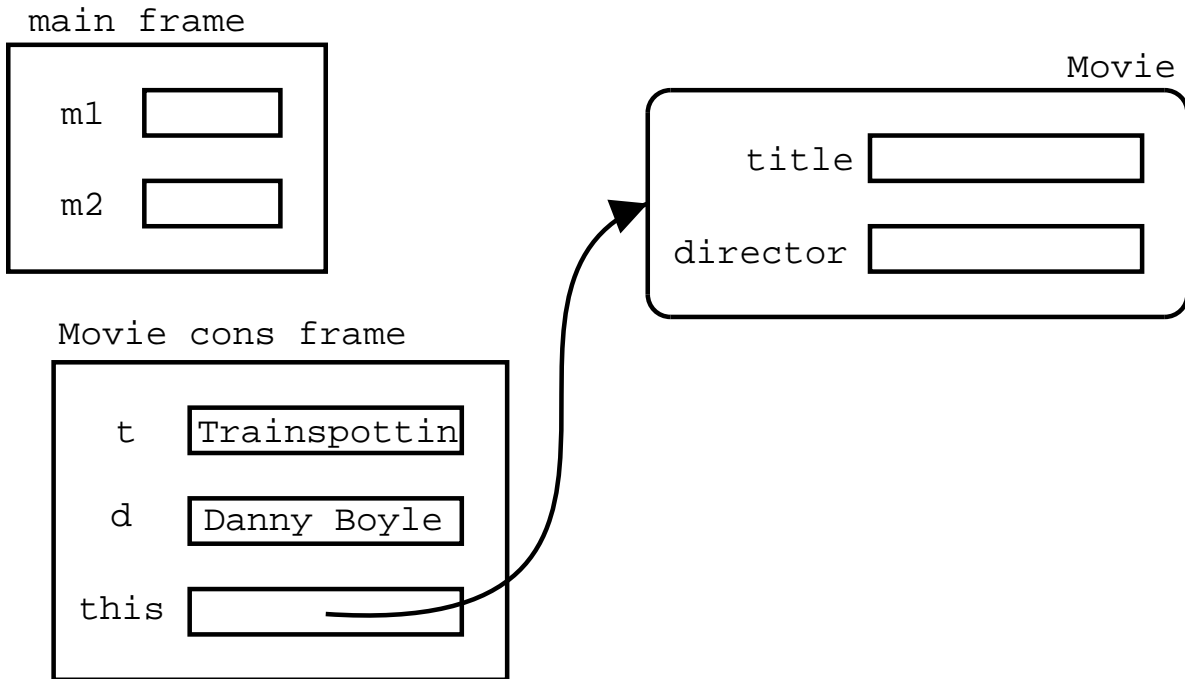 main frame
m1
m2
Movie
title
director
Movie cons frame
t Trainspottin
d Danny Boyle
this